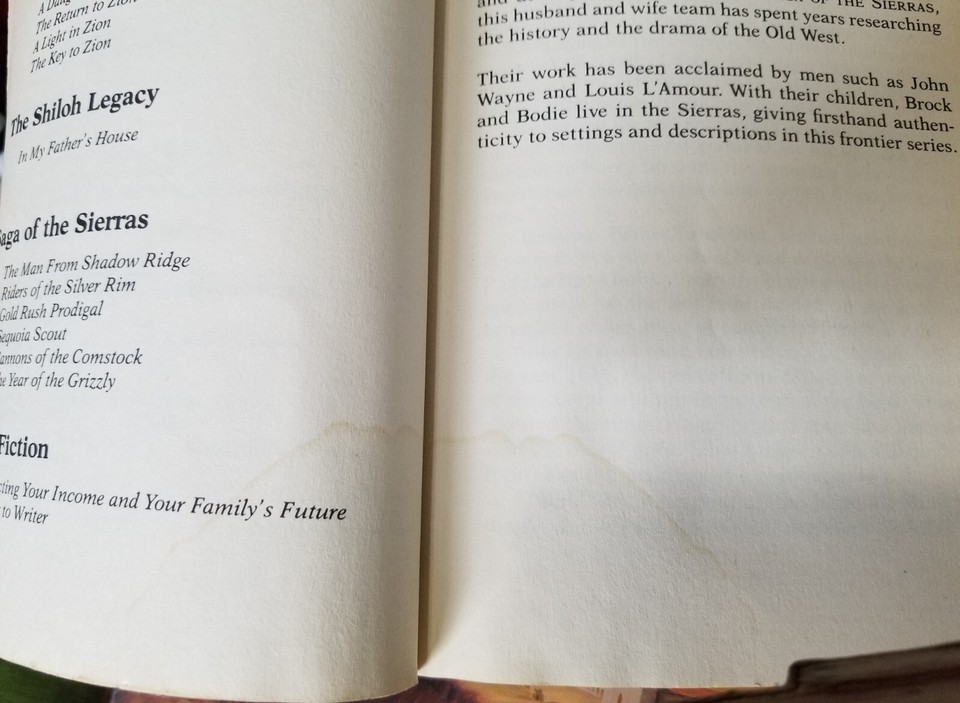 The Return to
A Light in Zion
The Key to Zion
The Shiloh Legacy
In My Father's House
of the Sierras
The Man From Shadow Ridge
Riders of the Silver Rim
Gold Rush Prodigal
Sequoia Scout
of the Comstock
Year of the Grizzly
Fiction
Your Income and Your Family's Future
to Writer
OF THE SIERRAS,
this husband and wife team has spent years researching
the history and the drama of the Old West.
Their work has been acclaimed by men such as John
Wayne and Louis L'Amour. With their children, Brock
and Bodie live in the Sierras, giving firsthand authen-
ticity to settings and descriptions in this frontier series.